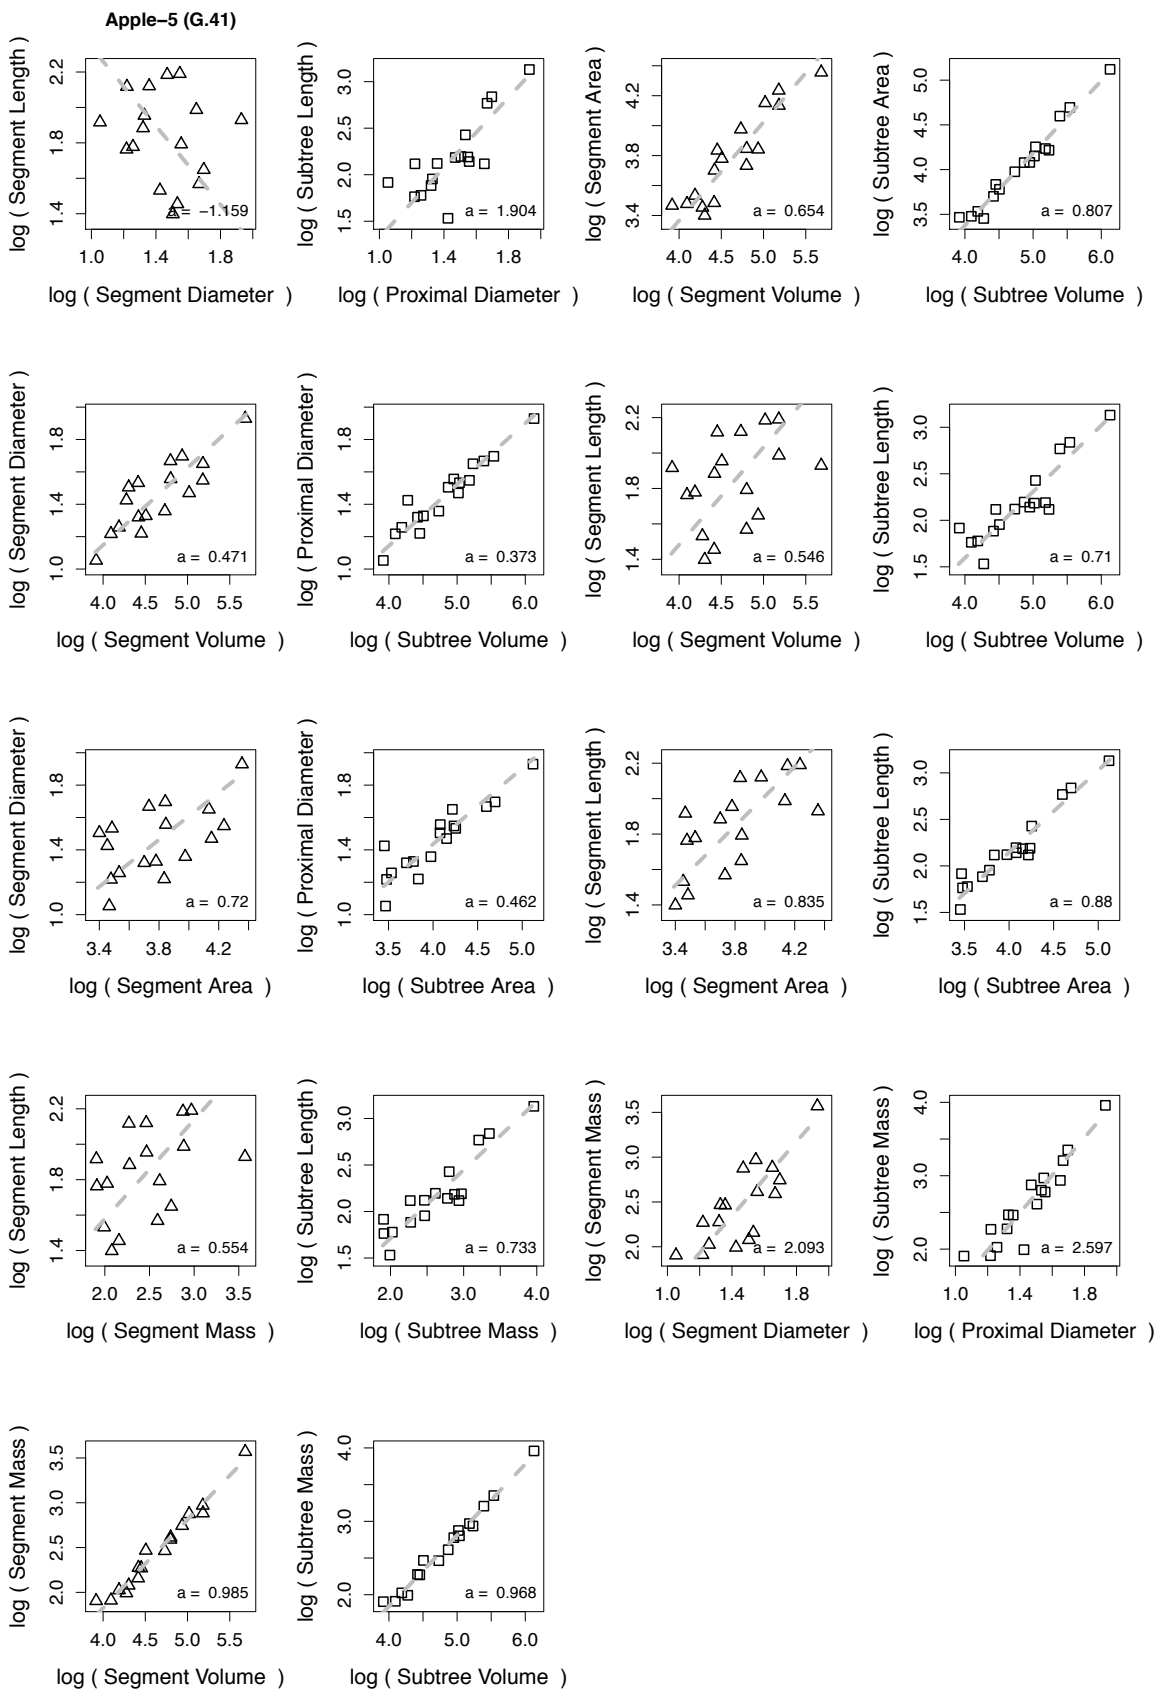 Apple−5 (G.41)
log ( Segment Length )
2.2
1.8
1.4
a = −1.159
1.0 1.4 1.8
log ( Segment Diameter )
log ( Subtree Length )
3.0
2.5
2.0
1.5
a = 1.904
1.0 1.4 1.8
log ( Proximal Diameter )
log ( Segment Area )
4.2
3.8
3.4
a = 0.654
4.0 4.5 5.0 5.5
log ( Segment Volume )
log ( Subtree Area )
5.0
4.5
4.0
3.5
a = 0.807
4.0 5.0 6.0
log ( Subtree Volume )
log ( Segment Diameter )
1.8
1.4
1.0
a = 0.471
4.0 4.5 5.0 5.5
log ( Segment Volume )
log ( Proximal Diameter )
1.8
1.4
1.0
a = 0.373
4.0 5.0 6.0
log ( Subtree Volume )
log ( Segment Length )
2.2
1.8
1.4
a = 0.546
4.0 4.5 5.0 5.5
log ( Segment Volume )
log ( Subtree Length )
3.0
2.5
2.0
1.5
a = 0.71
4.0 5.0 6.0
log ( Subtree Volume )
log ( Segment Diameter )
1.8
1.4
1.0
a = 0.72
3.4 3.8 4.2
log ( Segment Area )
log ( Proximal Diameter )
1.8
1.4
1.0
a = 0.462
3.5 4.0 4.5 5.0
log ( Subtree Area )
log ( Segment Length )
2.2
1.8
1.4
a = 0.835
3.4 3.8 4.2
log ( Segment Area )
log ( Subtree Length )
3.0
2.5
2.0
1.5
a = 0.88
3.5 4.0 4.5 5.0
log ( Subtree Area )
log ( Segment Length )
2.2
1.8
1.4
a = 0.554
2.0 2.5 3.0 3.5
log ( Segment Mass )
log ( Subtree Length )
3.0
2.5
2.0
1.5
a = 0.733
2.0 3.0 4.0
log ( Subtree Mass )
log ( Segment Mass )
3.5
3.0
2.5
2.0
a = 2.093
1.0 1.4 1.8
log ( Segment Diameter )
log ( Subtree Mass )
4.0
3.0
2.0
a = 2.597
1.0 1.4 1.8
log ( Proximal Diameter )
log ( Segment Mass )
3.5
3.0
2.5
2.0
a = 0.985
4.0 4.5 5.0 5.5
log ( Segment Volume )
log ( Subtree Mass )
4.0
3.0
2.0
a = 0.968
4.0 5.0 6.0
log ( Subtree Volume )